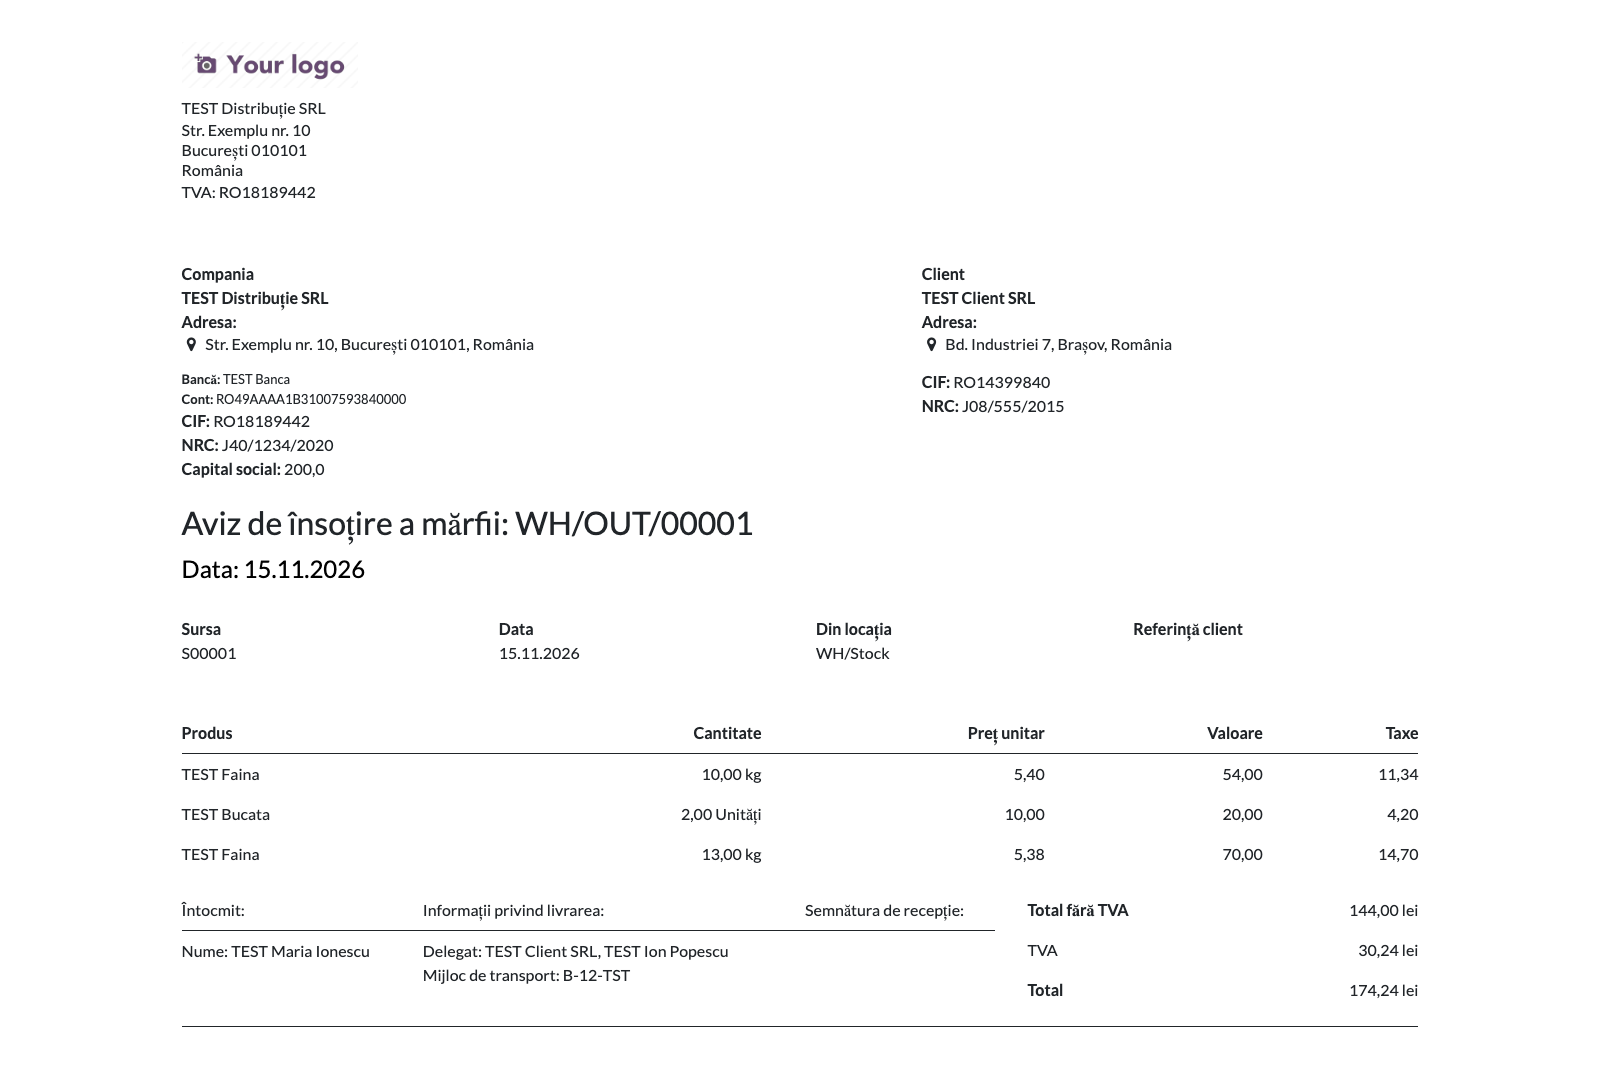 Your logo
TEST Distribuție SRL
Str. Exemplu nr. 10
București 010101
România
TVA: RO18189442
Compania
TEST Distribuție SRL
Adresa:
Str. Exemplu nr. 10, București 010101, România
Bancă: TEST Banca
Cont: RO49AAAA1B31007593840000
CIF: RO18189442
NRC: J40/1234/2020
Capital social: 200,0
Client
TEST Client SRL
Adresa:
Bd. Industriei 7, Brașov, România
CIF: RO14399840
NRC: J08/555/2015
Aviz de însoțire a mărfii: WH/OUT/00001
Data: 15.11.2026
Sursa Data Din locația Referință client
S00001 15.11.2026 WH/Stock
Produs Cantitate Preț unitar Valoare Taxe
TEST Faina 10,00 kg 5,40 54,00 11,34
TEST Bucata 2,00 Unități 10,00 20,00 4,20
TEST Faina 13,00 kg 5,38 70,00 14,70
Întocmit: Informații privind livrarea: Semnătura de recepție:
Nume: TEST Maria Ionescu Delegat: TEST Client SRL, TEST Ion Popescu
Mijloc de transport: B-12-TST
Total fără TVA 144,00 lei
TVA 30,24 lei
Total 174,24 lei